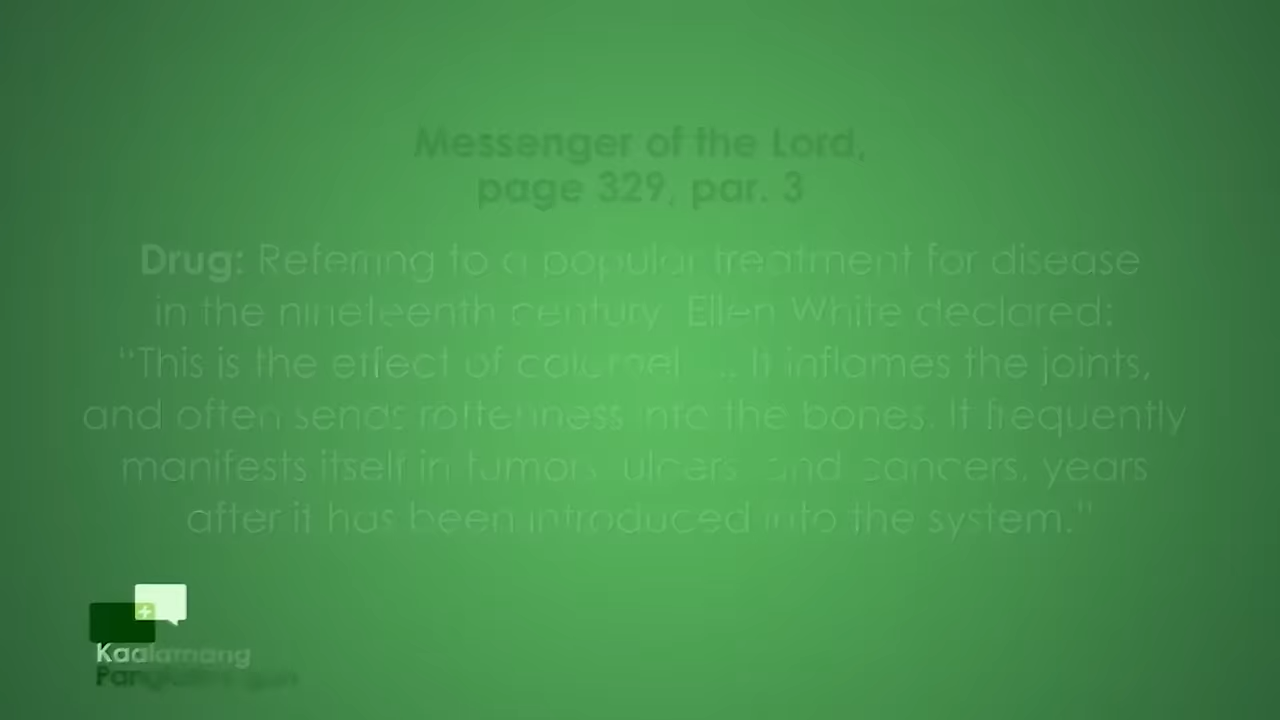 Messenger of the Lord,
page 329, par. 3
Drug: Referring to a popular treatment for disease
in the nineteenth century, Ellen White declared:
"This is the effect of calomel ... It inflames the joints,
and often sends rottenness into the bones. It frequently
manifests itself in tumors, ulcers, and cancers, years
after it has been introduced into the system."
Kaalamang